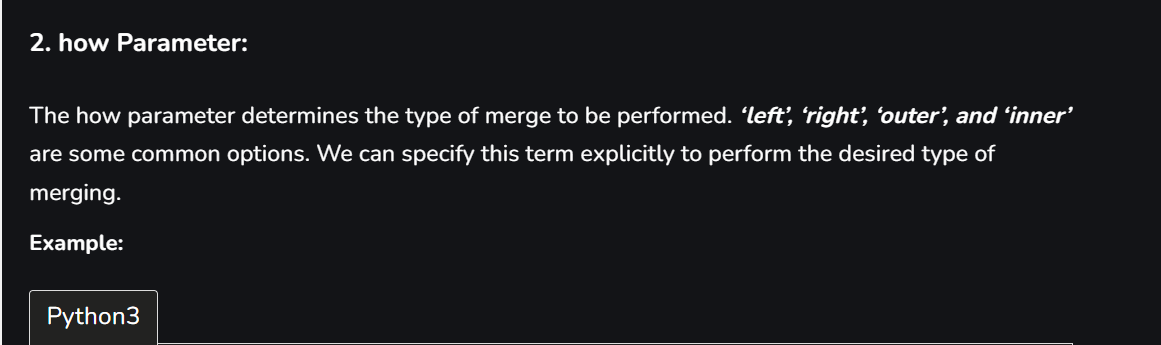 2. how Parameter:
The how parameter determines the type of merge to be performed. ‘left’, ‘right’, ‘outer’, and ‘inner’
are some common options. We can specify this term explicitly to perform the desired type of
merging.
Example:
Python3